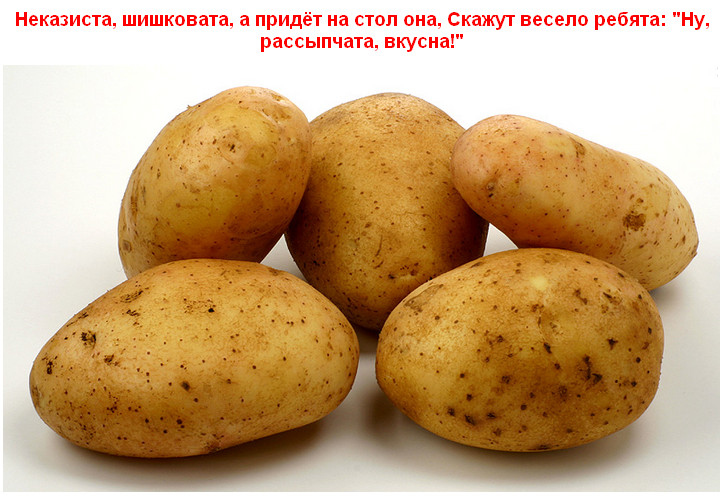 Неказиста, шишковата, а придёт на стол она, Скажут весело ребята: "Ну,
рассыпчата, вкусна!"